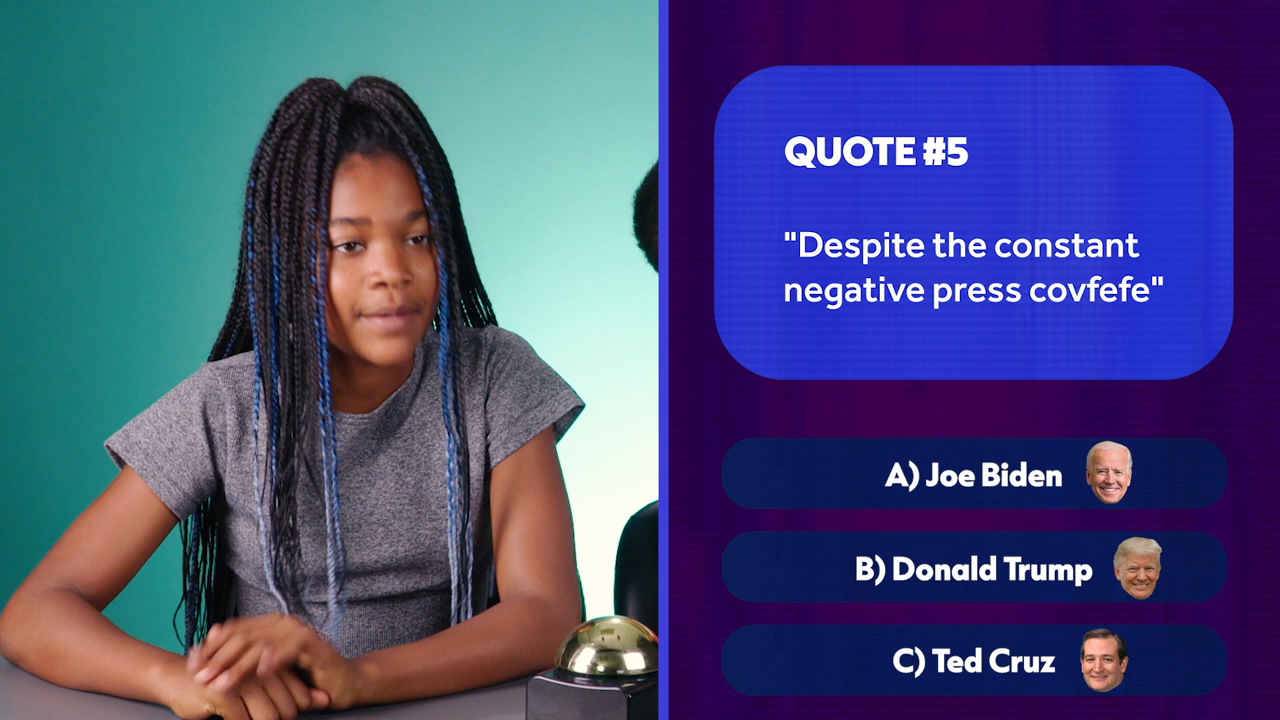 QUOTE #5
"Despite the constant
negative press covfefe"
A) Joe Biden
B) Donald Trump
C) Ted Cruz